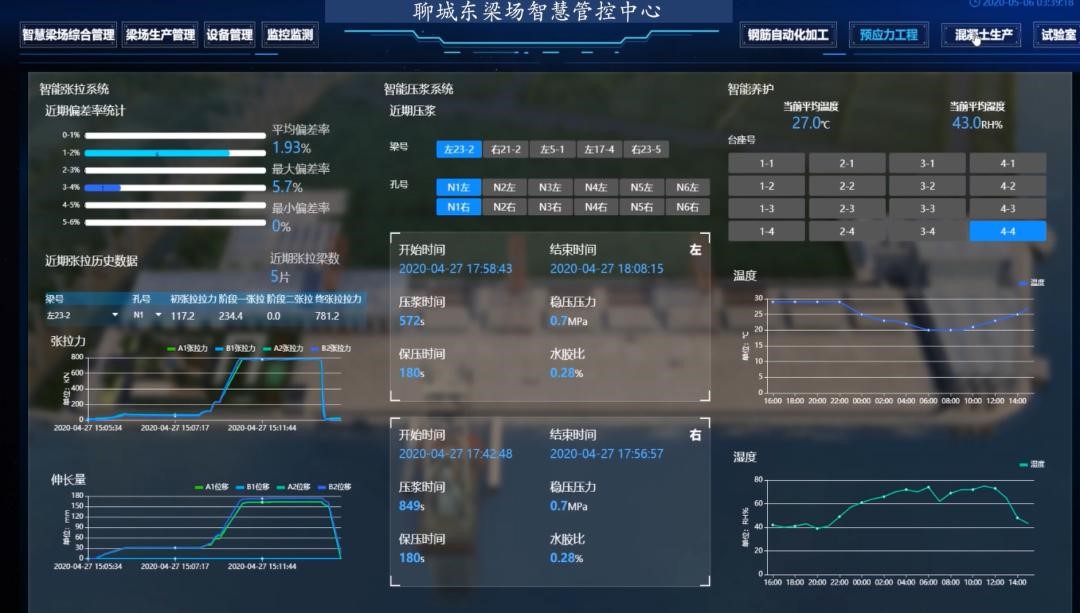 聊城东梁场智慧管控中心
2020-05-06 03:39:18
智慧梁场综合管理 梁场生产管理 设备管理 监控监测 钢筋自动化加工 预应力工程 混凝土生产 试验室
智能张拉系统
近期偏差率统计
0-1%
1-2%
2-3%
3-4%
4-5%
5-6%
平均偏差率
1.93%
最大偏差率
5.7%
最小偏差率
0%
近期张拉历史数据
近期张拉梁数
5片
梁号 孔号 初张拉拉力 阶段一张拉 阶段二张拉 终张拉拉力
左23-2 N1 117.2 234.4 0.0 781.2
张拉力
A1张拉力 B1张拉力 A2张拉力 B2张拉力
单位：KN
800
600
400
200
0
2020-04-27 15:05:34 2020-04-27 15:07:17 2020-04-27 15:11:44
伸长量
A1位移 B1位移 A2位移 B2位移
单位：mm
180
150
120
90
60
30
0
2020-04-27 15:05:34 2020-04-27 15:07:17 2020-04-27 15:11:44
智能压浆系统
近期压浆
梁号 左23-2 右21-2 左5-1 左17-4 右23-5
孔号 N1左 N2左 N3左 N4左 N5左 N6左
N1右 N2右 N3右 N4右 N5右 N6右
开始时间 结束时间 左
2020-04-27 17:58:43 2020-04-27 18:08:15
压浆时间 稳压压力
572s 0.7MPa
保压时间 水胶比
180s 0.28%
开始时间 结束时间 右
2020-04-27 17:42:48 2020-04-27 17:56:57
压浆时间 稳压压力
849s 0.7MPa
保压时间 水胶比
180s 0.28%
智能养护
当前平均温度 当前平均湿度
27.0℃ 43.0RH%
台座号
1-1 2-1 3-1 4-1
1-2 2-2 3-2 4-2
1-3 2-3 3-3 4-3
1-4 2-4 3-4 4-4
温度
温度
单位：℃
30
25
20
15
10
5
0
16:00 18:00 20:00 22:00 00:00 02:00 04:00 06:00 08:00 10:00 12:00 14:00
湿度
湿度
单位：RH%
80
60
40
20
0
16:00 18:00 20:00 22:00 00:00 02:00 04:00 06:00 08:00 10:00 12:00 14:00